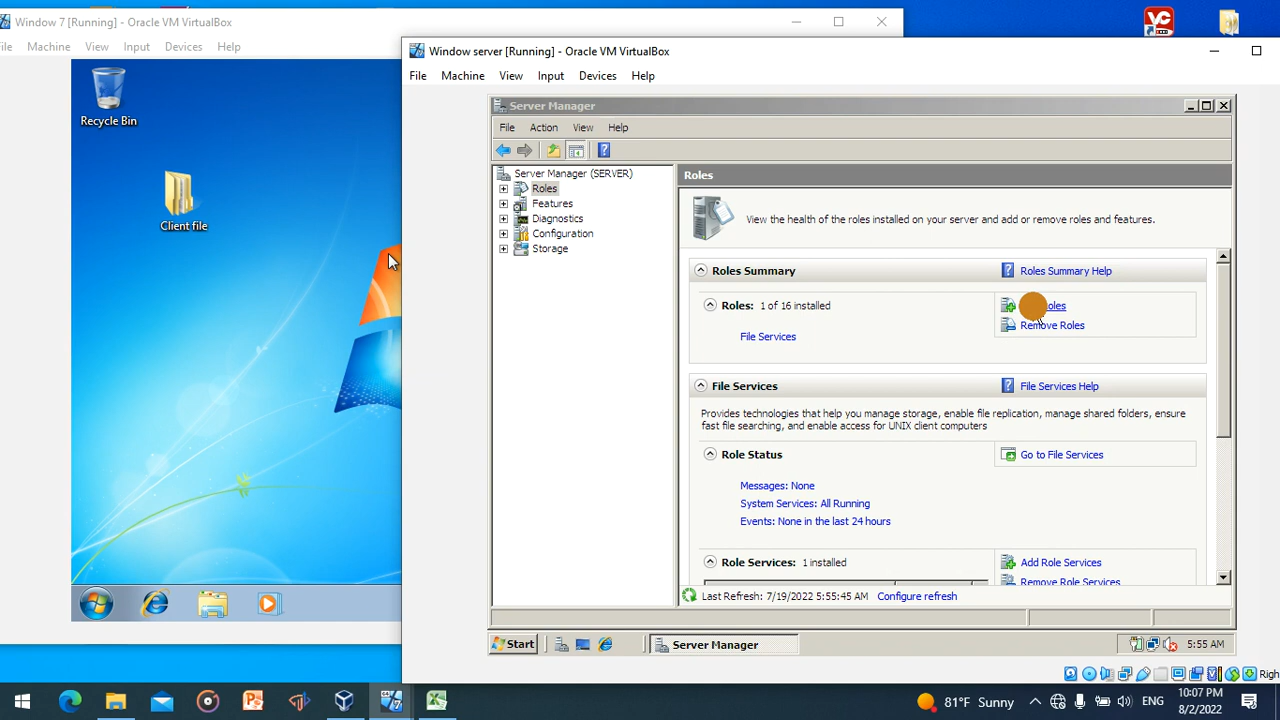 Window 7 [Running] - Oracle VM VirtualBox
Machine View Input Devices Help
Recycle Bin
Client file
Window server [Running] - Oracle VM VirtualBox
File Machine View Input Devices Help
Server Manager
File Action View Help
Server Manager (SERVER)
Roles
Features
Diagnostics
Configuration
Storage
Roles
View the health of the roles installed on your server and add or remove roles and features.
Roles Summary
Roles Summary Help
Roles: 1 of 16 installed
File Services
Remove Roles
File Services
File Services Help
Provides technologies that help you manage storage, enable file replication, manage shared folders, ensure
fast file searching, and enable access for UNIX client computers
Role Status
Go to File Services
Messages: None
System Services: All Running
Events: None in the last 24 hours
Role Services: 1 installed
Add Role Services
Remove Role Services
Last Refresh: 7/19/2022 5:55:45 AM Configure refresh
Start
Server Manager
5:55 AM
81°F Sunny
ENG
10:07 PM
8/2/2022